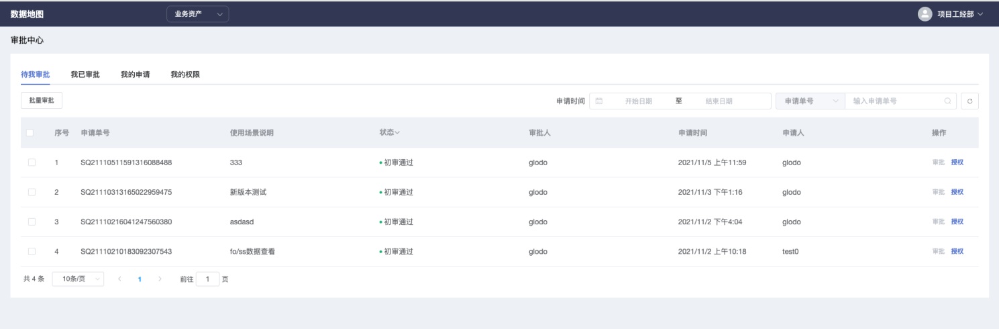 数据地图 业务资产 项目工经部
审批中心
待我审批 我已审批 我的申请 我的权限
批量审批 申请时间 开始日期 至 结束日期 申请单号 输入申请单号
序号 申请单号 使用场景说明 状态 审批人 申请时间 申请人 操作
1 SQ21110511591316088488 333 初审通过 glodo 2021/11/5 上午11:59 glodo 审批 授权
2 SQ21110313165022959475 新版本测试 初审通过 glodo 2021/11/3 下午1:16 glodo 审批 授权
3 SQ21110216041247560380 asdasd 初审通过 glodo 2021/11/2 下午4:04 glodo 审批 授权
4 SQ21110210183092307543 fo/ss数据查看 初审通过 glodo 2021/11/2 上午10:18 test0 审批 授权
共 4 条 10条/页 1 前往 1 页